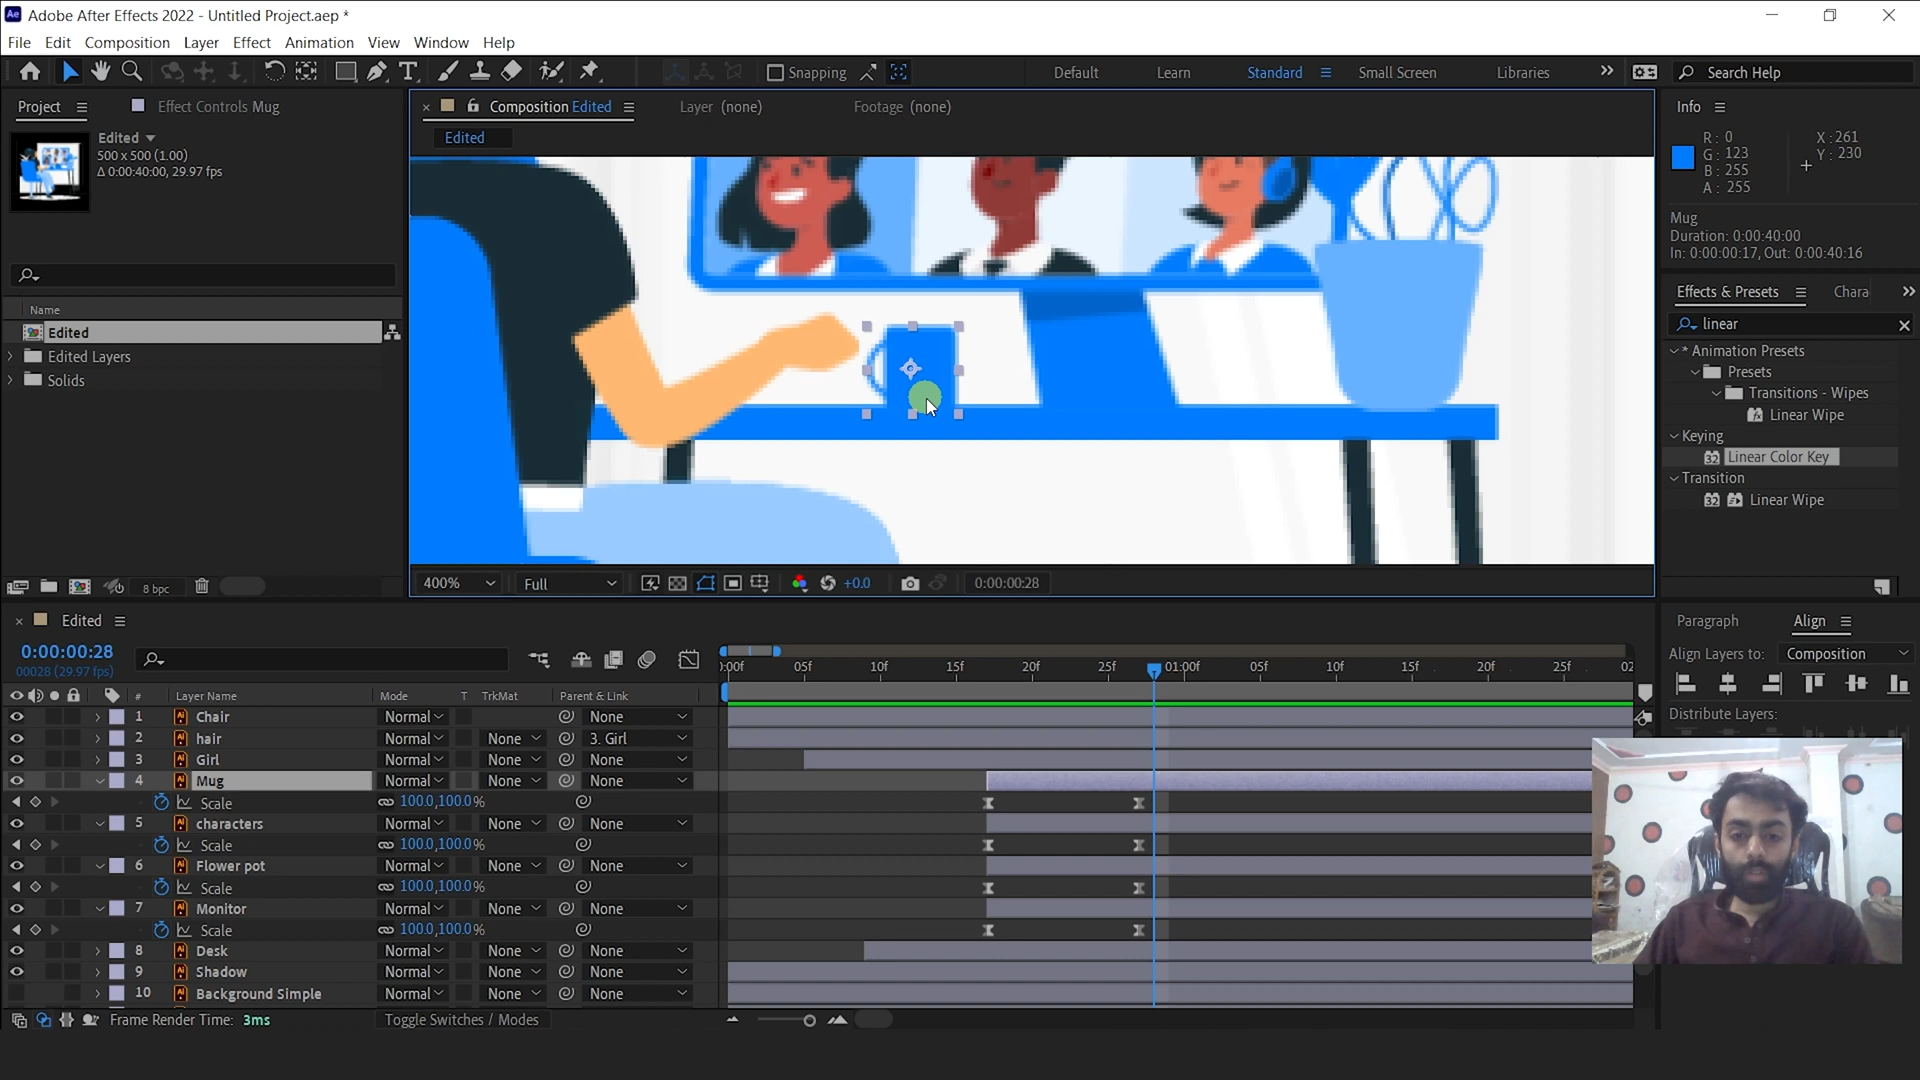 Adobe After Effects 2022 - Untitled Project.aep *
File Edit Composition Layer Effect Animation View Window Help
Snapping Default Learn Standard Small Screen Libraries Search Help
Project Effect Controls Mug
Edited
500 x 500 (1.00)
Δ 0:00:40:00, 29.97 fps
Name
Edited
Edited Layers
Solids
8 bpc
Composition Edited Layer (none) Footage (none)
Edited
400% Full +0.0 0:00:00:28
Info
R: 0 X:261
G: 123 Y: 230
B: 255
A: 255
Mug
Duration: 0:00:40:00
In: 0:00:00:17, Out: 0:00:40:16
Effects & Presets Chara
linear
* Animation Presets
Presets
Transitions - Wipes
Linear Wipe
Keying
32 Linear Color Key
Transition
32 Linear Wipe
Edited
0:00:00:28
00028 (29.97 fps)
):00f 05f 10f 15f 20f 25f 01:00f 05f 10f 15f 20f 25f 02
# Layer Name Mode T TrkMat Parent & Link
1 Chair Normal None
2 hair Normal None 3. Girl
3 Girl Normal None None
4 Mug Normal None None
Scale 100.0,100.0%
5 characters Normal None None
Scale 100.0,100.0%
6 Flower pot Normal None None
Scale 100.0,100.0%
7 Monitor Normal None None
Scale 100.0,100.0%
8 Desk Normal None None
9 Shadow Normal None None
10 Background Simple Normal None None
Frame Render Time: 3ms Toggle Switches / Modes
Paragraph Align
Align Layers to: Composition
Distribute Layers: